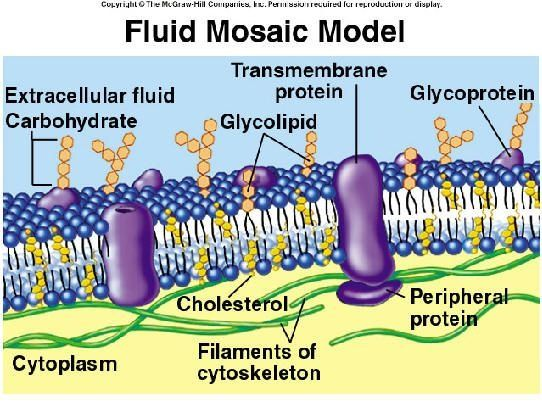 Copyright © The McGraw-Hill Companies, Inc. Permission required for reproduction or display.
Fluid Mosaic Model
Transmembrane
protein
Extracellular fluid
Carbohydrate
Glycolipid
Glycoprotein
Cholesterol
Peripheral
protein
Filaments of
cytoskeleton
Cytoplasm